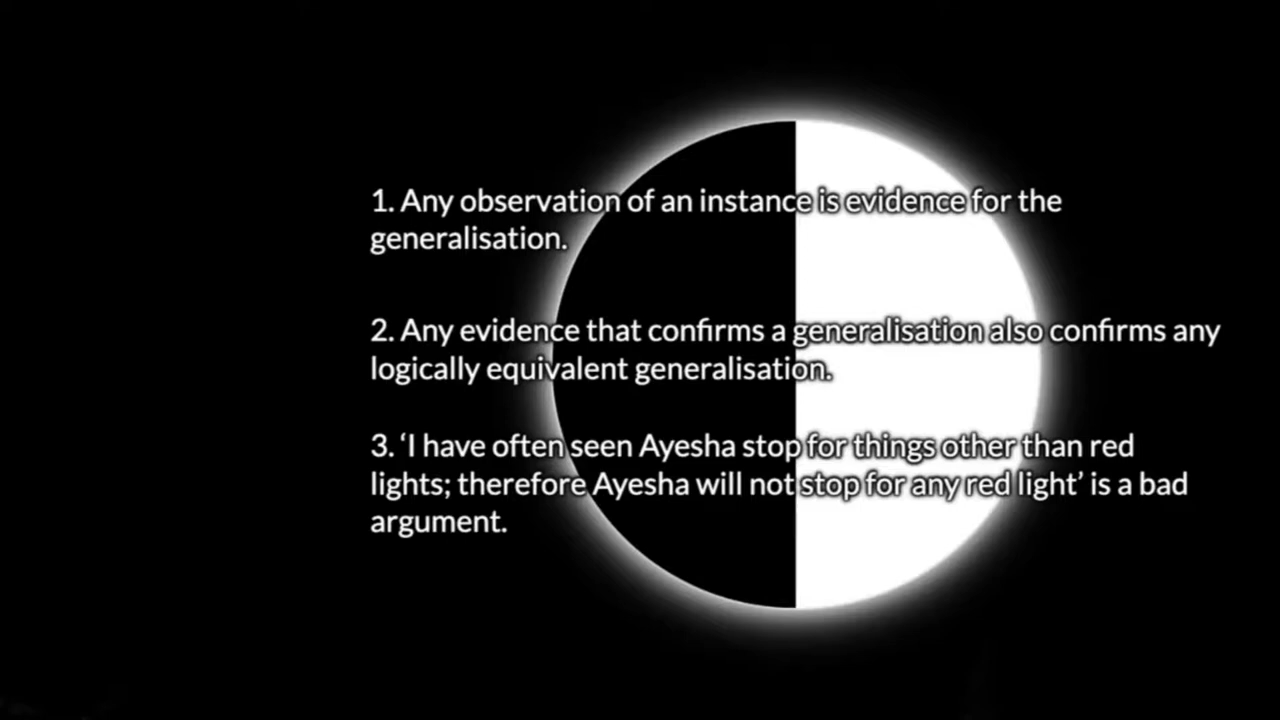 1. Any observation of an instance is evidence for the
generalisation.
2. Any evidence that confirms a generalisation also confirms any
logically equivalent generalisation.
3. ‘I have often seen Ayesha stop for things other than red
lights; therefore Ayesha will not stop for any red light’ is a bad
argument.